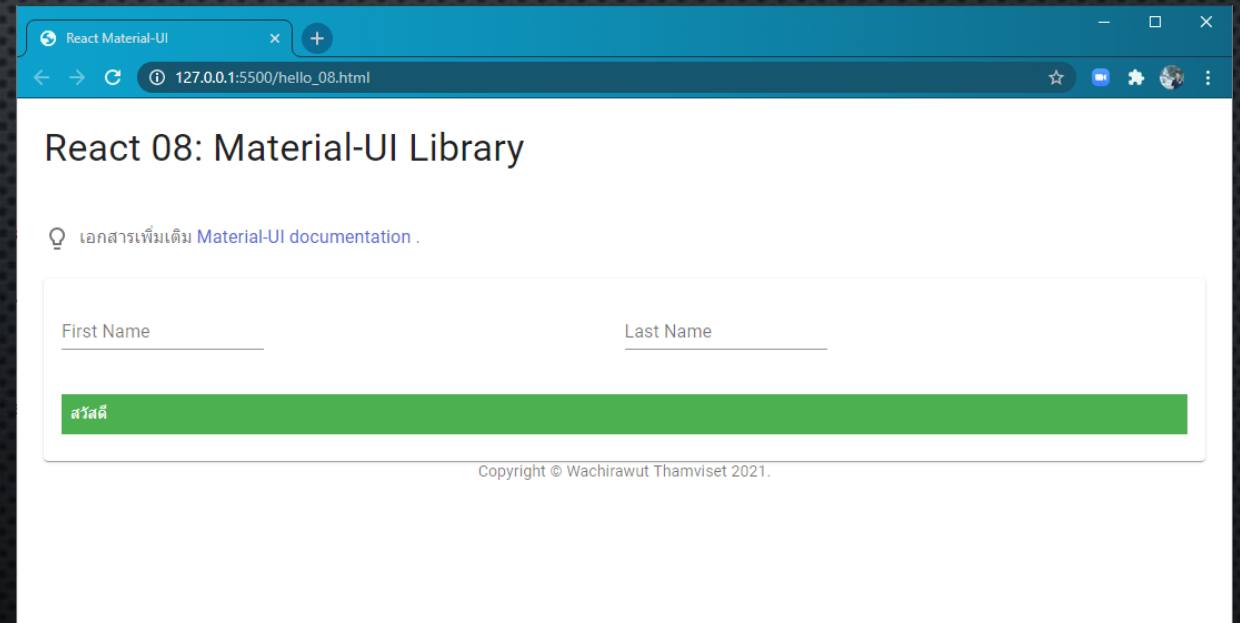 React Material-UI
127.0.0.1:5500/hello_08.html
React 08: Material-UI Library
เอกสารเพิ่มเติม Material-UI documentation .
First Name
Last Name
สวัสดี
Copyright © Wachirawut Thamviset 2021.